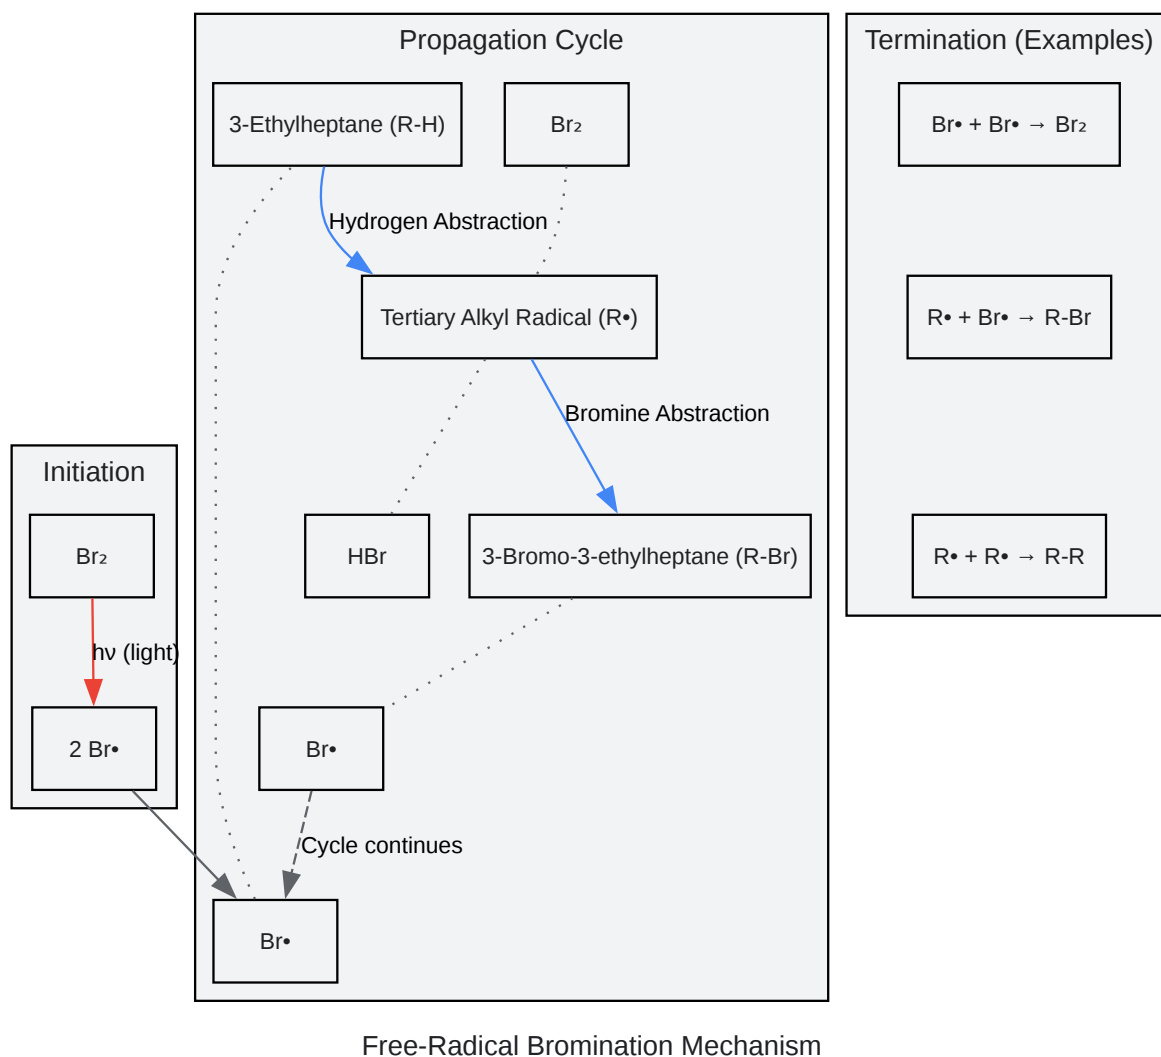 Propagation Cycle
3-Ethylheptane (R-H)
Br₂
Hydrogen Abstraction
Tertiary Alkyl Radical (R•)
Bromine Abstraction
HBr
3-Bromo-3-ethylheptane (R-Br)
Br•
Cycle continues
Br•
Initiation
Br₂
hν (light)
2 Br•
Termination (Examples)
Br• + Br• → Br₂
R• + Br• → R-Br
R• + R• → R-R
Free-Radical Bromination Mechanism